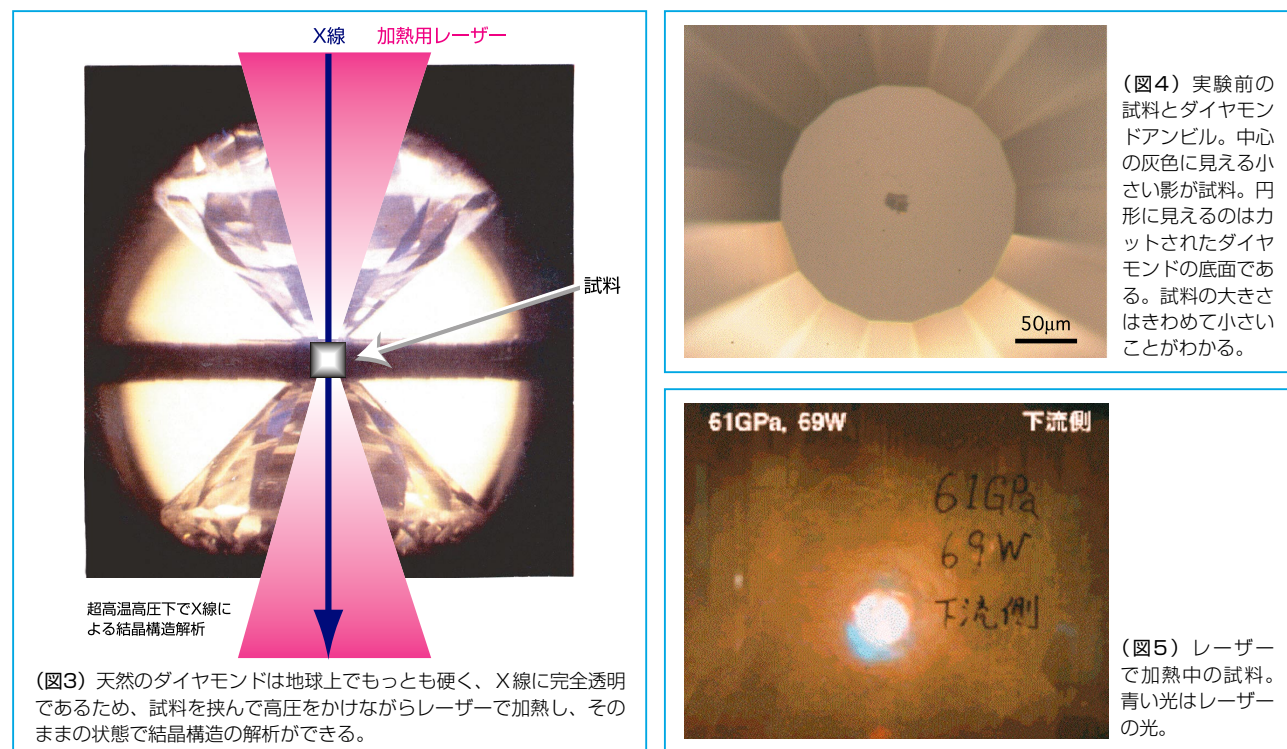 X線 加熱用レーザー
試料
超高温高圧下でX線に
よる結晶構造解析
(図3) 天然のダイヤモンドは地球上でもっとも硬く、X線に完全透明
であるため、試料を挟んで高圧をかけながらレーザーで加熱し、その
ままの状態で結晶構造の解析ができる。
50μm
(図4) 実験前の
試料とダイヤモン
ドアンビル。中心
の灰色に見える小
さい影が試料。円
形に見えるのはカ
ットされたダイヤ
モンドの底面であ
る。試料の大きさ
はきわめて小さい
ことがわかる。
61GPa, 69W 下流側
61GPa
69W
下流側
(図5) レーザー
で加熱中の試料。
青い光はレーザー
の光。